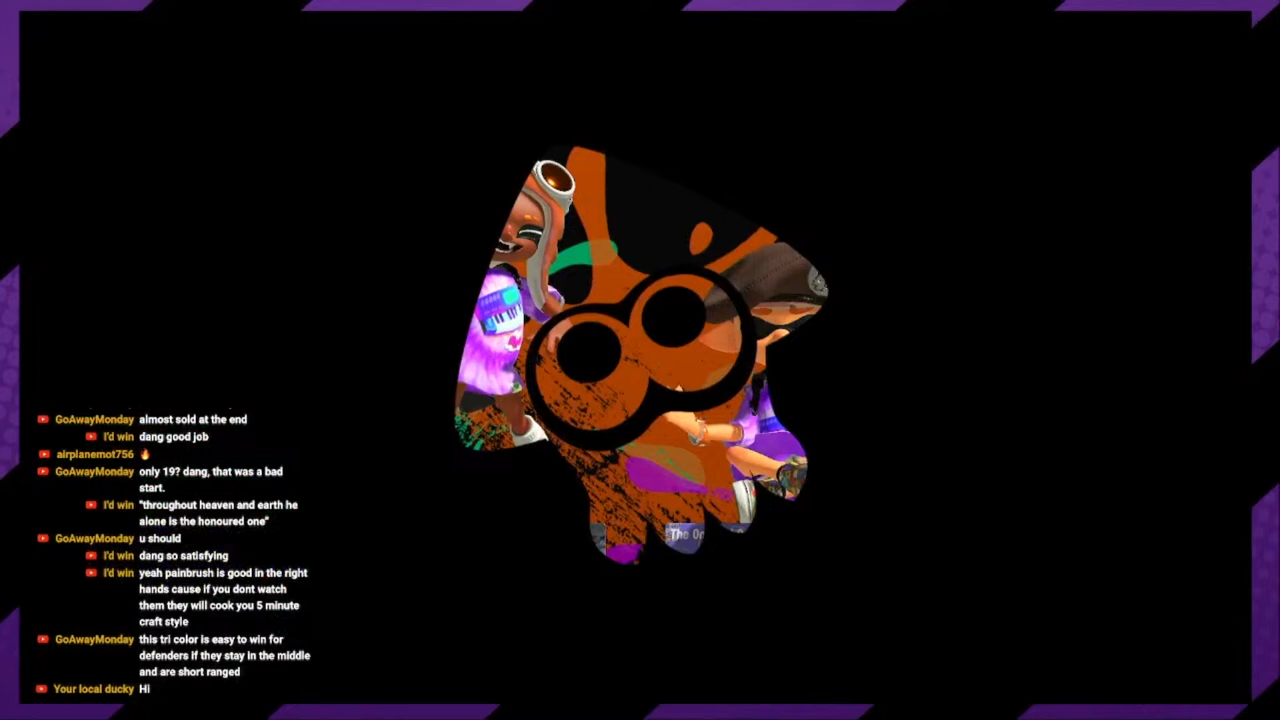 GoAwayMonday almost sold at the end
I'd win dang good job
airplanemot756 🔥
GoAwayMonday only 19? dang, that was a bad
start.
I'd win "throughout heaven and earth he
alone is the honoured one"
GoAwayMonday u should
I'd win dang so satisfying
I'd win yeah painbrush is good in the right
hands cause if you dont watch
them they will cook you 5 minute
craft style
GoAwayMonday this tri color is easy to win for
defenders if they stay in the middle
and are short ranged
Your local ducky Hi
The